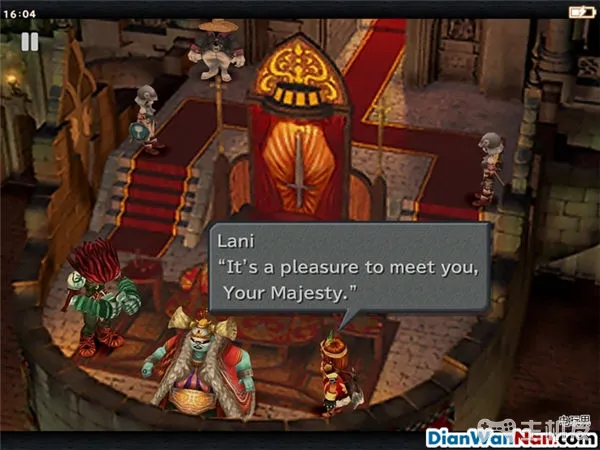 16:04
Lani
“It's a pleasure to meet you,
Your Majesty.”
DianWanNan.com